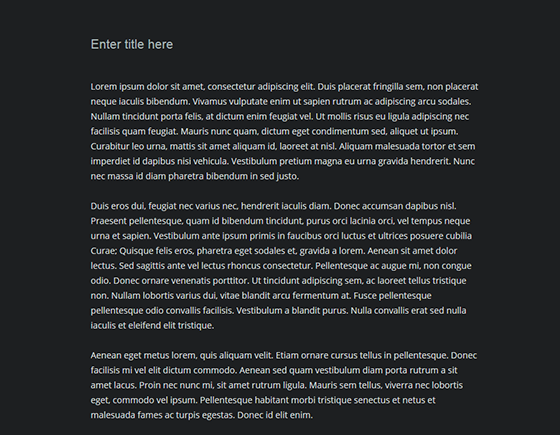 Enter title here
Lorem ipsum dolor sit amet, consectetur adipiscing elit. Duis placerat fringilla sem, non placerat
neque iaculis bibendum. Vivamus vulputate enim ut sapien rutrum ac adipiscing arcu sodales.
Nullam tincidunt porta felis, at dictum enim feugiat vel. Ut mollis risus eu ligula adipiscing nec
facilisis quam feugiat. Mauris nunc quam, dictum eget condimentum sed, aliquet ut ipsum.
Curabitur leo urna, mattis sit amet aliquam id, laoreet at nisl. Aliquam malesuada tortor et sem
imperdiet id dapibus nisi vehicula. Vestibulum pretium magna eu urna gravida hendrerit. Nunc
nec massa id diam pharetra bibendum in sed justo.
Duis eros dui, feugiat nec varius nec, hendrerit iaculis diam. Donec accumsan dapibus nisl.
Praesent pellentesque, quam id bibendum tincidunt, purus orci lacinia orci, vel tempus neque
urna et sapien. Vestibulum ante ipsum primis in faucibus orci luctus et ultrices posuere cubilia
Curae; Quisque felis eros, pharetra eget sodales et, gravida a lorem. Aenean sit amet dolor
lectus. Sed sagittis ante vel lectus rhoncus consectetur. Pellentesque ac augue mi, non congue
odio. Donec ornare venenatis porttitor. Ut tincidunt adipiscing sem, ac laoreet tellus tristique
non. Nullam lobortis varius dui, vitae blandit arcu fermentum at. Fusce pellentesque
pellentesque odio convallis facilisis. Vestibulum a blandit purus. Nulla convallis erat sed nulla
iaculis et eleifend elit tristique.
Aenean eget metus lorem, quis aliquam velit. Etiam ornare cursus tellus in pellentesque. Donec
facilisis mi vel elit dictum commodo. Aenean sed quam vestibulum diam porta rutrum a sit
amet lacus. Proin nec nunc mi, sit amet rutrum ligula. Mauris sem tellus, viverra nec lobortis
eget, commodo vel ipsum. Pellentesque habitant morbi tristique senectus et netus et
malesuada fames ac turpis egestas. Donec id elit enim.